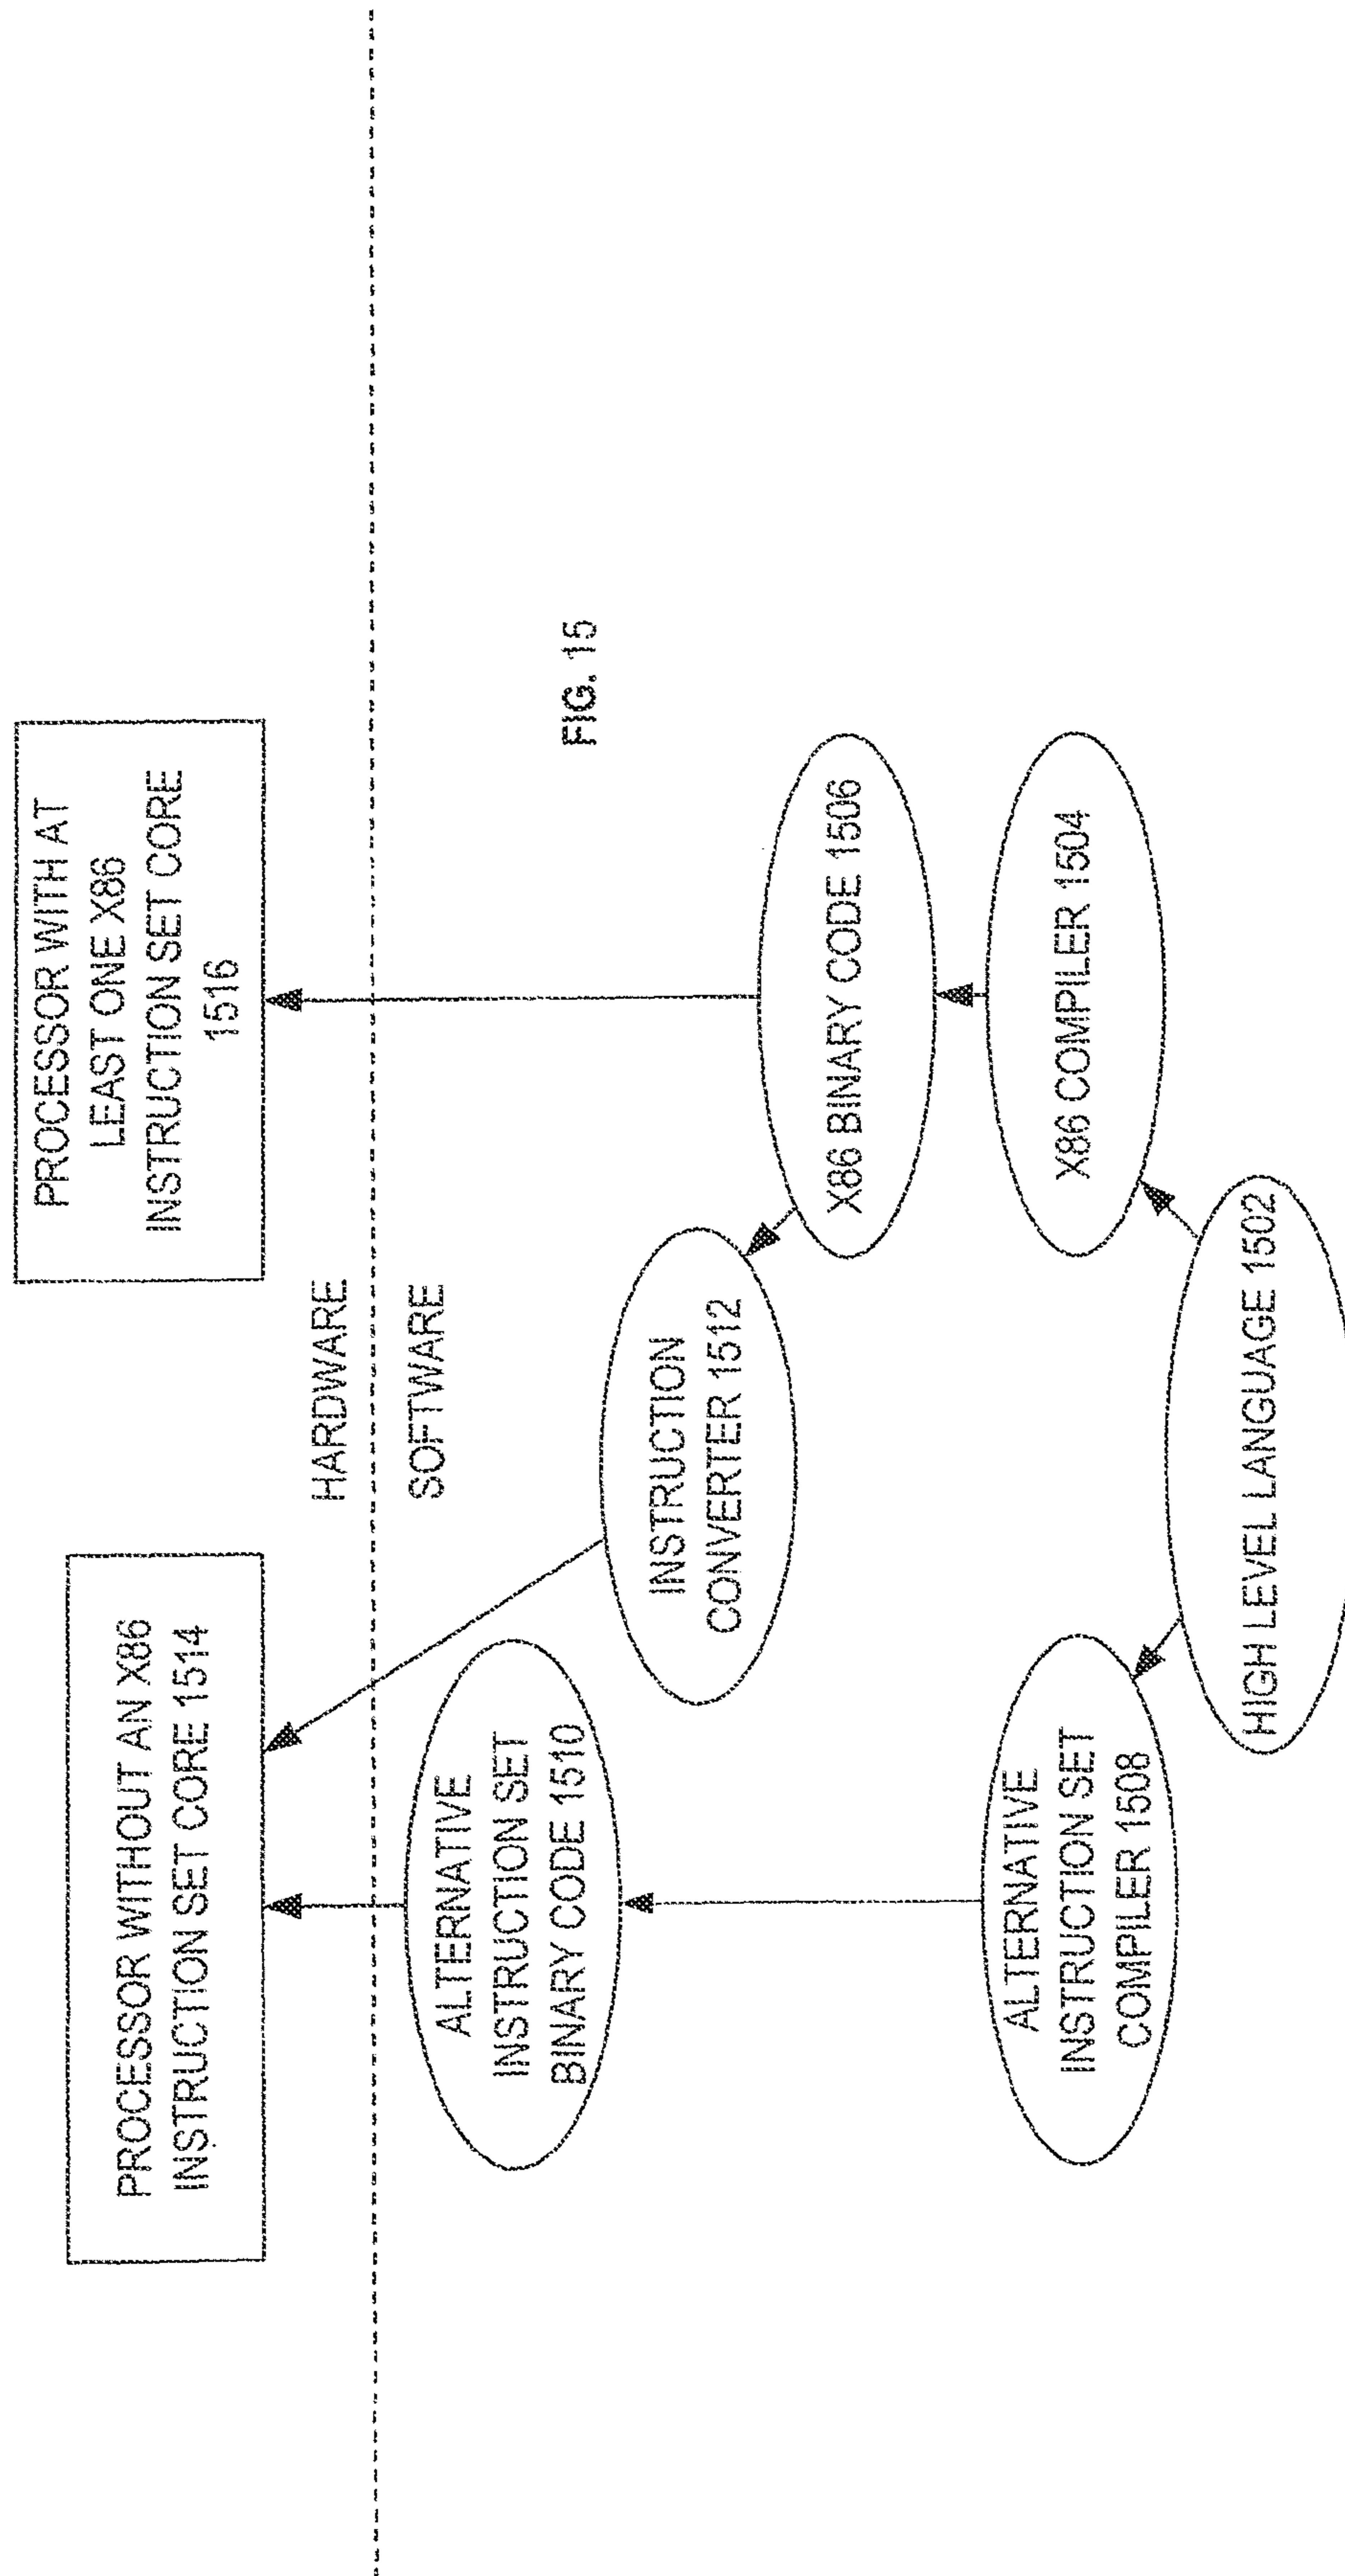 PROCESSOR WITHOUT AN X86
INSTRUCTION SET CORE 1514
PROCESSOR WITH AT
LEAST ONE X86
INSTRUCTION SET CORE
1516
HARDWARE
SOFTWARE
ALTERNATIVE
INSTRUCTION SET
BINARY CODE 1510
FIG. 15
INSTRUCTION
CONVERTER 1512
X86 BINARY CODE 1506
ALTERNATIVE
INSTRUCTION SET
COMPILER 1508
X86 COMPILER 1504
HIGH LEVEL LANGUAGE 1502